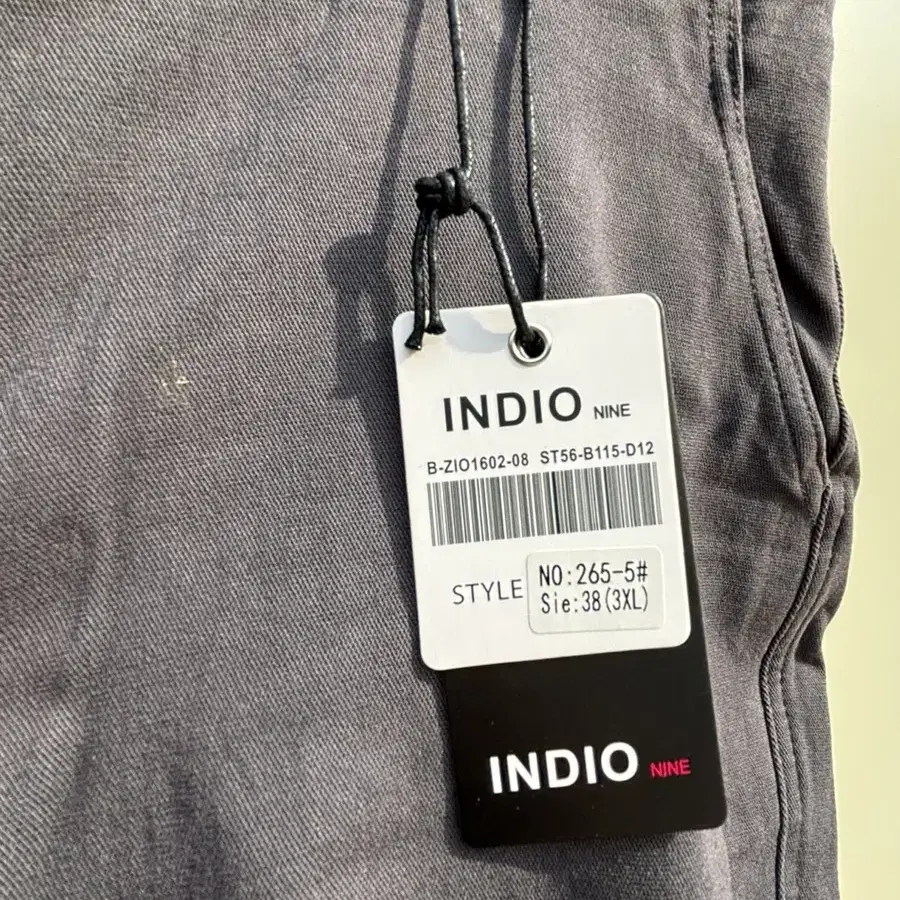 INDIO NINE
B-ZIO1602-08 ST56-B115-D12
STYLE
NO:265-5#
Sie:38(3XL)
INDIO NINE